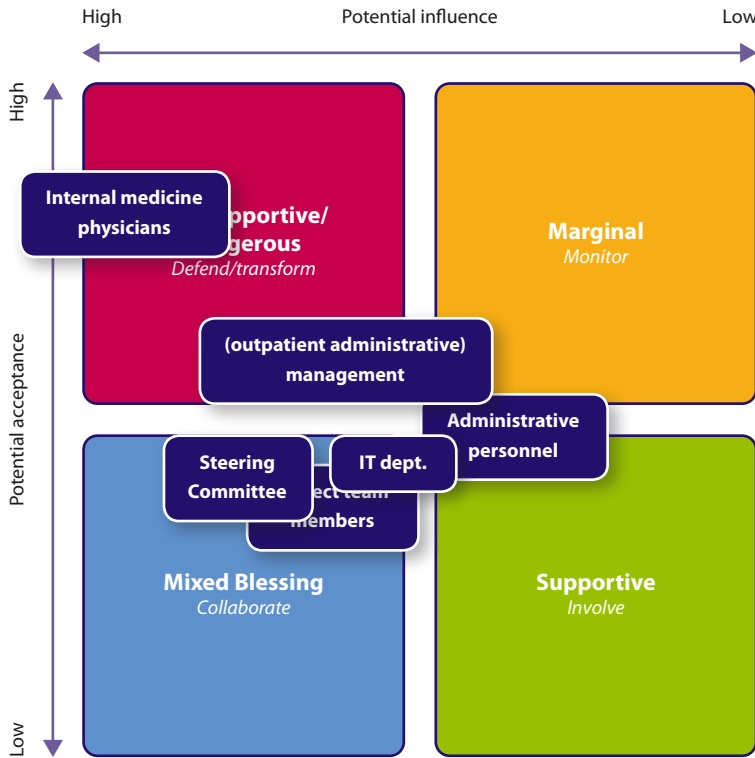 High
Potential influence
Low
High
Potential acceptance
Low
Internal medicine
physicians
Defend/transform
Marginal
Monitor
(outpatient administrative)
management
Administrative
personnel
Steering
Committee
IT dept.
team
members
Mixed Blessing
Collaborate
Supportive
Involve